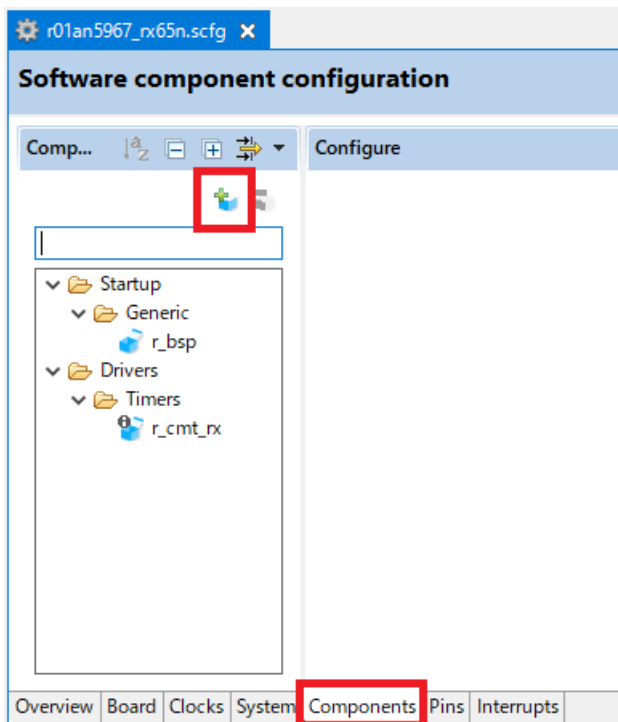 r01an5967_rx65n.scfg
Software component configuration
Comp... Configure
Startup
Generic
r_bsp
Drivers
Timers
r_cmt_rx
Overview Board Clocks System Components Pins Interrupts